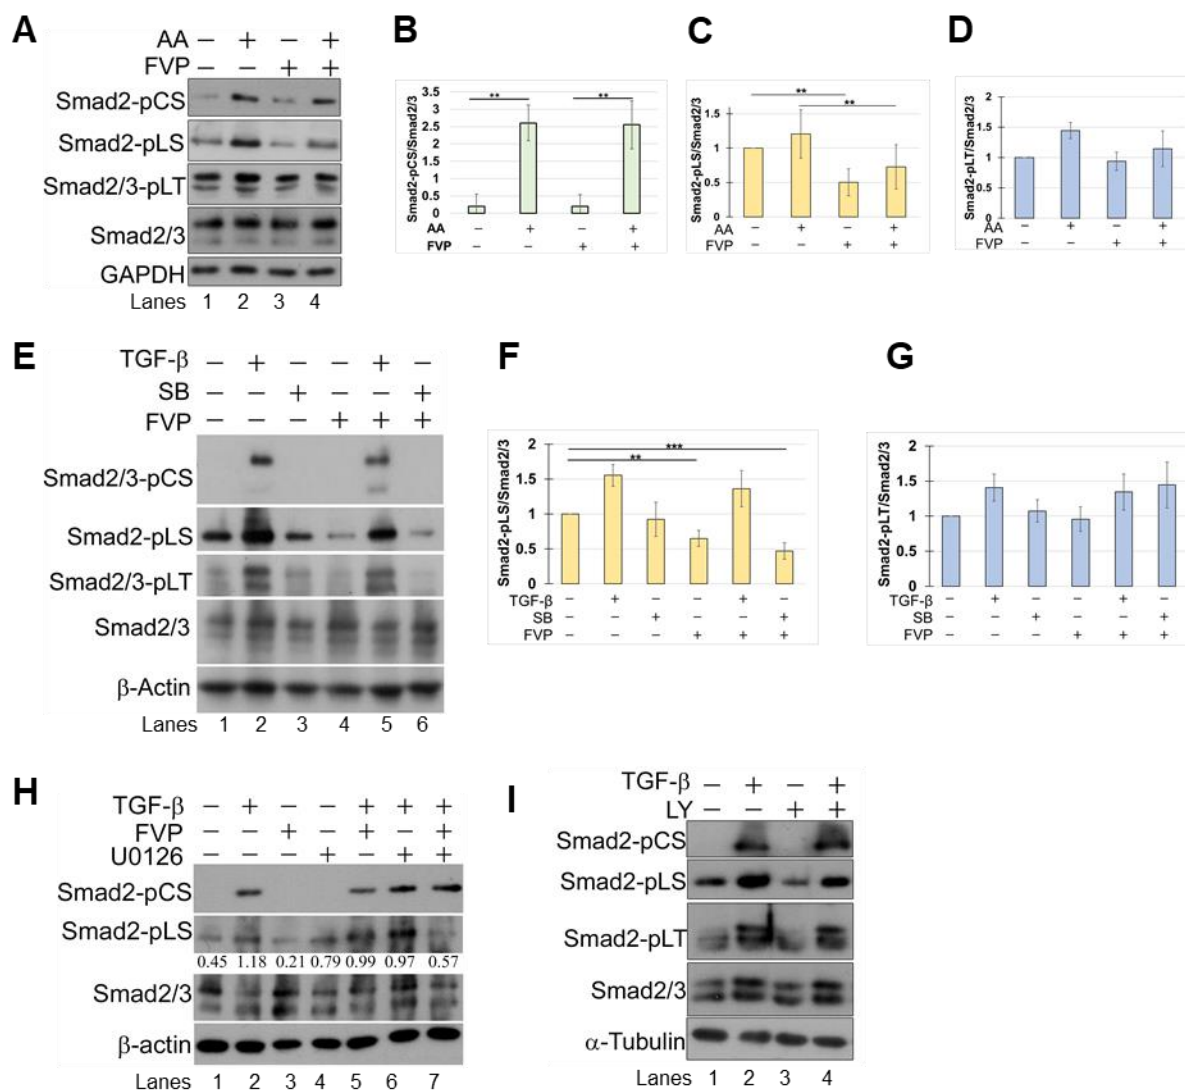 A
AA – + – +
FVP – – + +
Smad2-pCS
Smad2-pLS
Smad2/3-pLT
Smad2/3
GAPDH
Lanes 1 2 3 4
B
Smad2-pCS/Smad2/3
3.5
3
2.5
2
1.5
1
0.5
0
** **
AA – + – +
FVP – – + +
C
Smad2-pLS/Smad2/3
1.5
1
0.5
0
**
**
AA – + – +
FVP – – + +
D
Smad2-pLT/Smad2/3
2
1.5
1
0.5
0
AA – + – +
FVP – – + +
E
TGF-β – + – – + –
SB – – + – – +
FVP – – – + + +
Smad2/3-pCS
Smad2-pLS
Smad2/3-pLT
Smad2/3
β-Actin
Lanes 1 2 3 4 5 6
F
Smad2-pLS/Smad2/3
2
1.5
1
0.5
0
***
**
TGF-β – + – – + –
SB – – + – – +
FVP – – – + + +
G
Smad2-pLT/Smad2/3
2
1.5
1
0.5
0
TGF-β – + – – + +
SB – – + – – +
FVP – – – + + +
H
TGF-β – + – – + + +
FVP – – + – + – +
U0126 – – – + – + +
Smad2-pCS
Smad2-pLS
0.45 1.18 0.21 0.79 0.99 0.97 0.57
Smad2/3
β-actin
Lanes 1 2 3 4 5 6 7
I
TGF-β – + – +
LY – – + +
Smad2-pCS
Smad2-pLS
Smad2-pLT
Smad2/3
α-Tubulin
Lanes 1 2 3 4